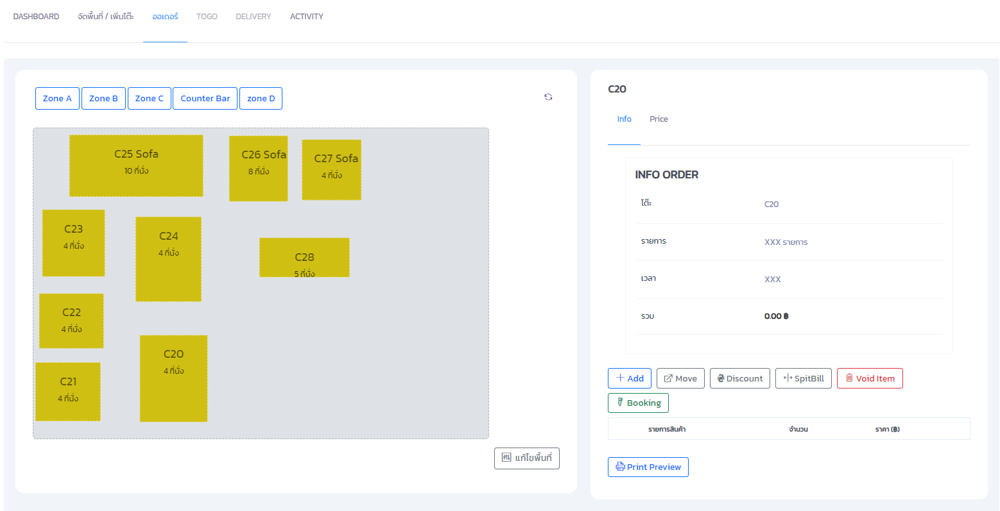 DASHBOARD จัดพื้นที่ / เพิ่มโต๊ะ ออเดอร์ TOGO DELIVERY ACTIVITY
Zone A Zone B Zone C Counter Bar zone D
C25 Sofa
10 ที่นั่ง
C26 Sofa
8 ที่นั่ง
C27 Sofa
4 ที่นั่ง
C23
4 ที่นั่ง
C24
4 ที่นั่ง
C28
5 ที่นั่ง
C22
4 ที่นั่ง
C20
4 ที่นั่ง
C21
4 ที่นั่ง
แก้ไขพื้นที่
C20
Info Price
INFO ORDER
โต๊ะ C20
รายการ XXX รายการ
เวลา XXX
รวม 0.00 ฿
Add Move Discount SpitBill Void Item
Booking
รายการสินค้า จำนวน ราคา (฿)
Print Preview